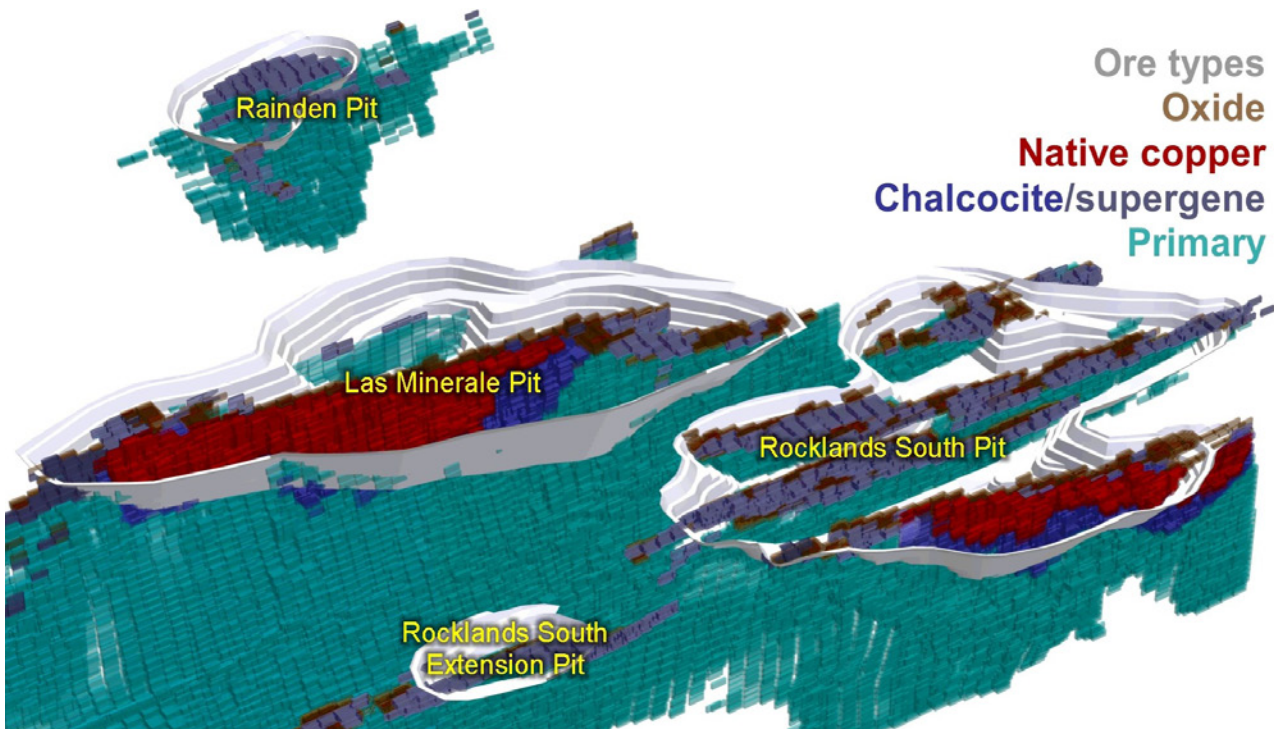 Ore types
Oxide
Native copper
Chalcocite/supergene
Primary
Rainden Pit
Las Minerale Pit
Rocklands South Pit
Rocklands South
Extension Pit